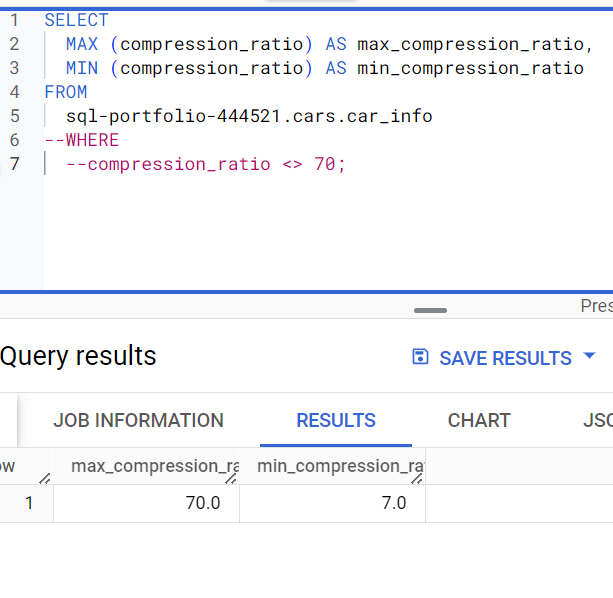 1 SELECT
2 MAX (compression_ratio) AS max_compression_ratio,
3 MIN (compression_ratio) AS min_compression_ratio
4 FROM
5 sql-portfolio-444521.cars.car_info
6 --WHERE
7 --compression_ratio <> 70;
Pres
Query results SAVE RESULTS
JOB INFORMATION RESULTS CHART JSO
ow max_compression_ra min_compression_ra
1 70.0 7.0